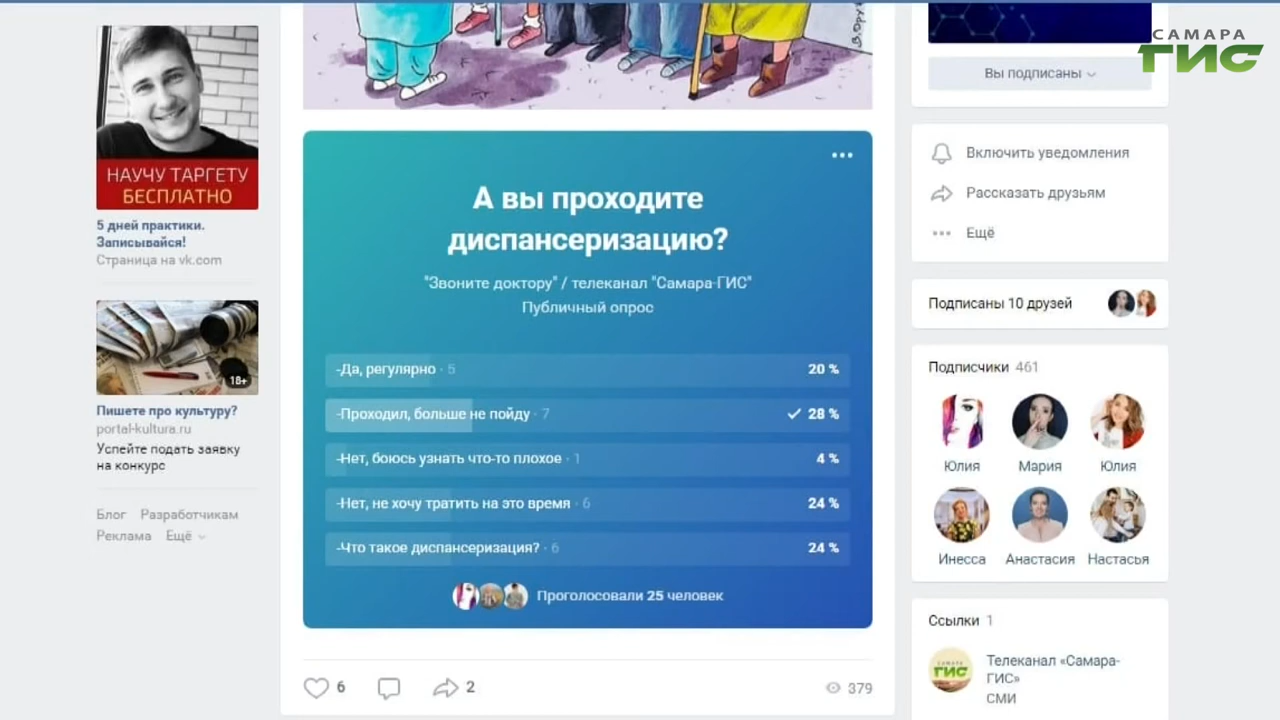 САМАРА
ГИС
Вы подписаны
НАУЧУ ТАРГЕТУ
БЕСПЛАТНО
5 дней практики.
Записывайся!
Страница на vk.com
18+
Пишете про культуру?
portal-kultura.ru
Успейте подать заявку
на конкурс
Блог Разработчикам
Реклама Ещё
А вы проходите
диспансеризацию?
"Звоните доктору" / телеканал "Самара-ГИС"
Публичный опрос
-Да, регулярно · 5 20 %
-Проходил, больше не пойду · 7 28 %
-Нет, боюсь узнать что-то плохое · 1 4 %
-Нет, не хочу тратить на это время · 6 24 %
-Что такое диспансеризация? · 6 24 %
Проголосовали 25 человек
6 2 379
Включить уведомления
Рассказать друзьям
Ещё
Подписаны 10 друзей
Подписчики 461
Юлия Мария Юлия
Инесса Анастасия Настасья
Ссылки 1
САМАРА
ГИС
Телеканал «Самара-
ГИС»
СМИ